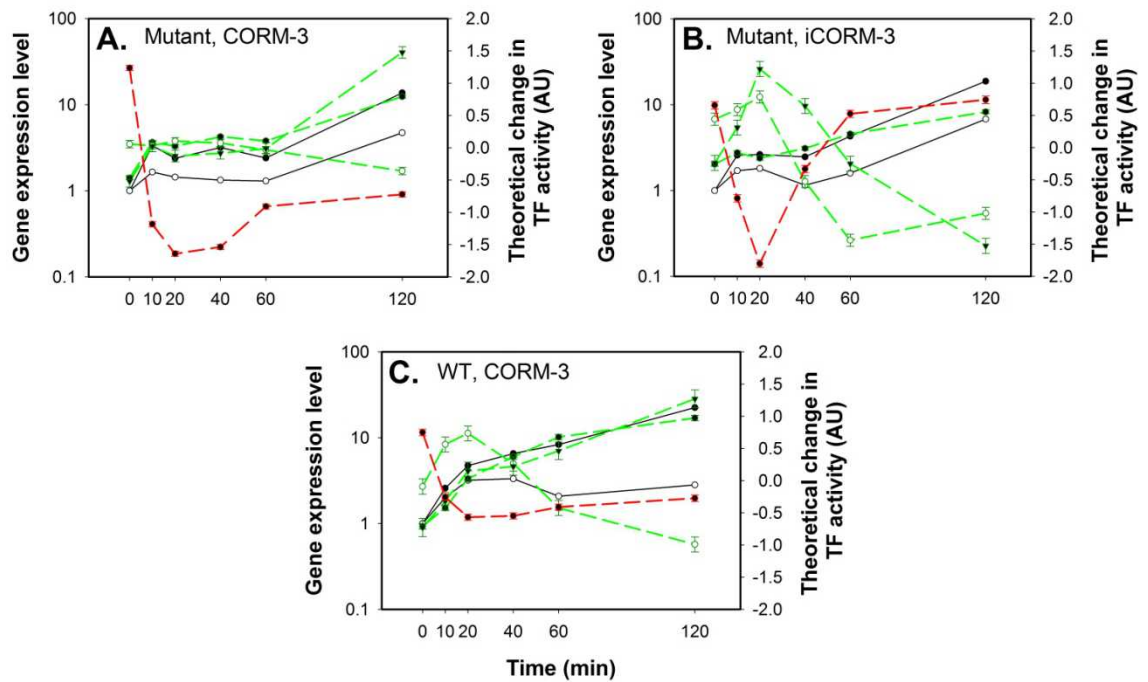 A. Mutant, CORM-3
Gene expression level
100
10
1
0.1
2.0
1.5
1.0
0.5
0.0
-0.5
-1.0
-1.5
-2.0
Theoretical change in
TF activity (AU)
0 10 20 40 60 120
B. Mutant, iCORM-3
Gene expression level
100
10
1
0.1
2.0
1.5
1.0
0.5
0.0
-0.5
-1.0
-1.5
-2.0
Theoretical change in
TF activity (AU)
0 10 20 40 60 120
C. WT, CORM-3
Gene expression level
100
10
1
0.1
2.0
1.5
1.0
0.5
0.0
-0.5
-1.0
-1.5
-2.0
Theoretical change in
TF activity (AU)
0 10 20 40 60 120
Time (min)